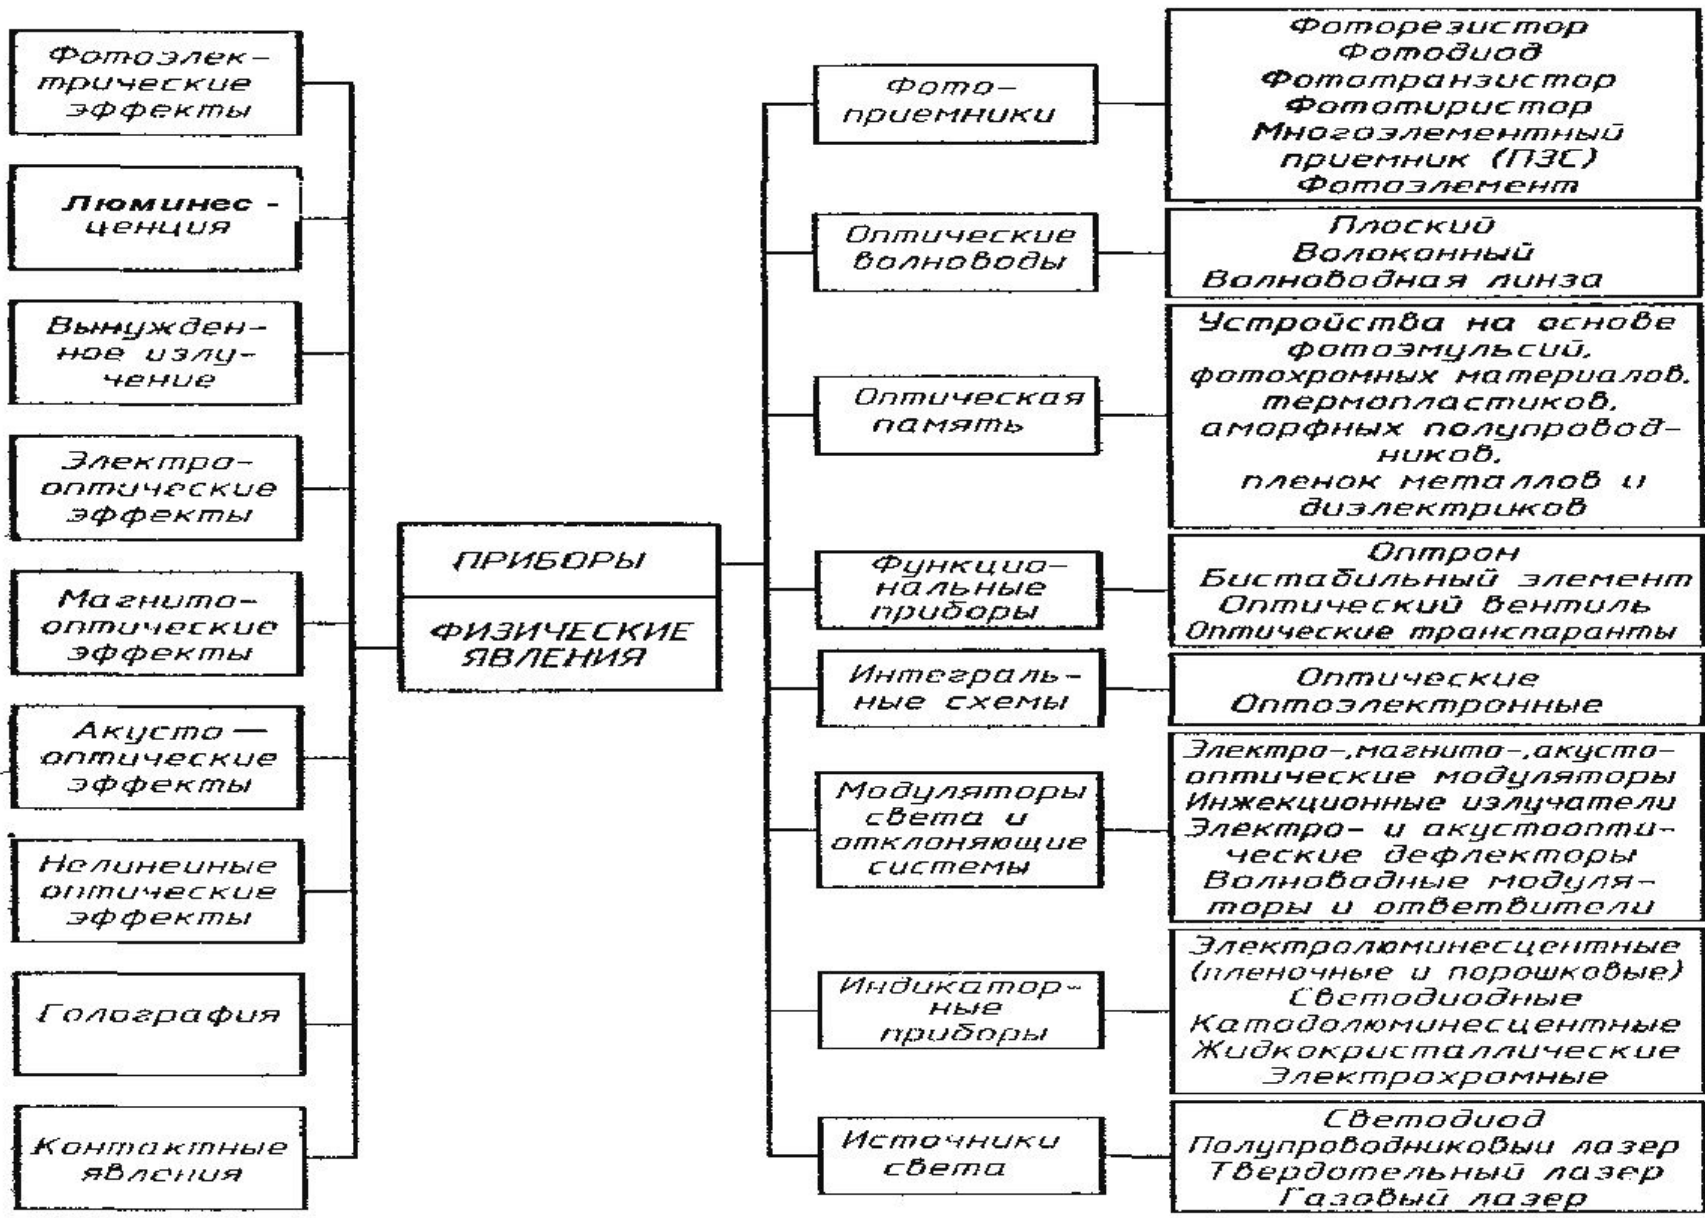 Фотоэлек-
трические
эффекты
Люминес-
ценция
Вынужден-
ное излу-
чение
Электро-
оптические
эффекты
Магнито-
оптические
эффекты
Акусто—
оптические
эффекты
Нелинеиные
оптические
эффекты
Голография
Контактные
явления
ПРИБОРЫ
ФИЗИЧЕСКИЕ
ЯВЛЕНИЯ
Фото-
приемники
Оптические
волноводы
Оптическая
память
Функцио-
нальные
приборы
Интеграль-
ные схемы
Модуляторы
света и
отклоняющие
системы
Индикатор-
ные
приборы
Источники
света
Фоторезистор
Фотодиод
Фототранзистор
Фототиристор
Многоэлементный
приемник (ПЗС)
Фотоэлемент
Плоский
Волоконный
Волноводная линза
Устройства на основе
фотоэмульсий,
фотохромных материалов,
термопластиков,
аморфных полупровод-
ников,
пленок металлов и
диэлектриков
Оптрон
Бистабильный элемент
Оптический вентиль
Оптические транспаранты
Оптические
Оптоэлектронные
Электро-,магнито-,акусто-
оптические модуляторы
Инжекционные излучатели
Электро- и акустоопти-
ческие дефлекторы
Волноводные модуля-
торы и ответвители
Электролюминесцентные
(пленочные и порошковые)
Светодиодные
Катодолюминесцентные
Жидкокристаллические
Электрохромные
Светодиод
Полупроводниковыи лазер
Твердотельный лазер
Газовый лазер